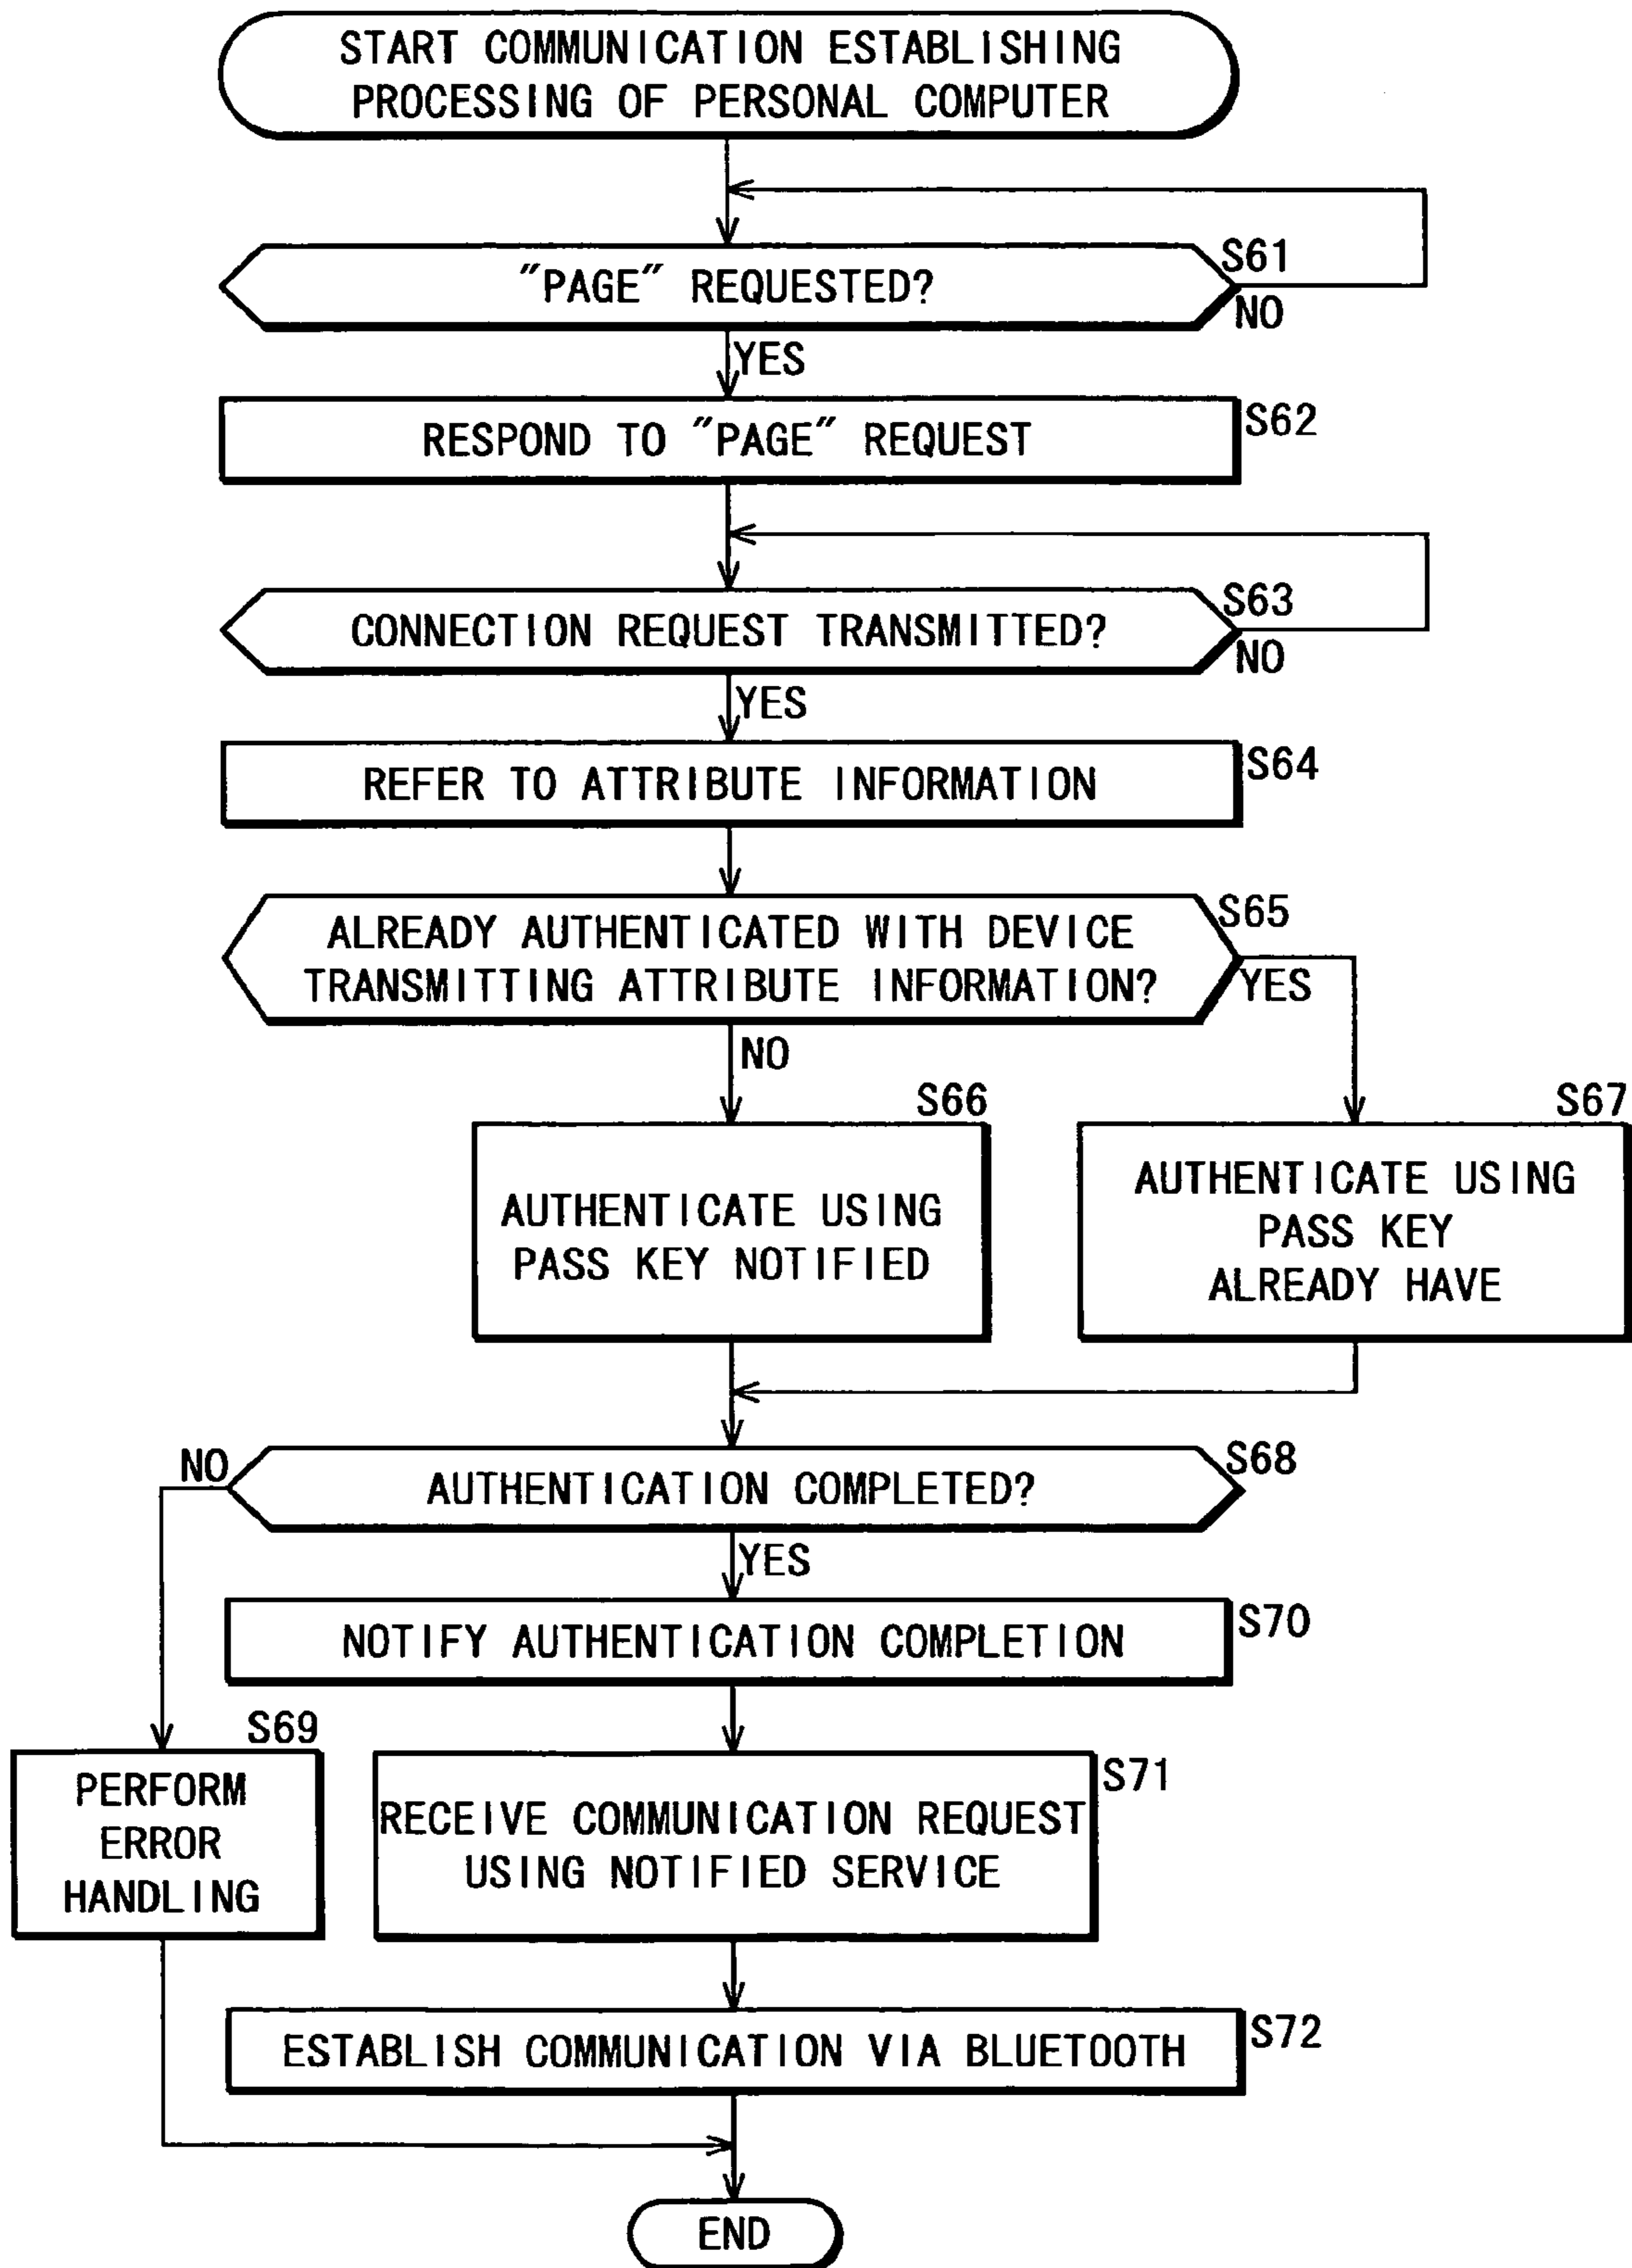 START COMMUNICATION ESTABLISHING
PROCESSING OF PERSONAL COMPUTER
S61
"PAGE" REQUESTED?
NO
YES
S62
RESPOND TO "PAGE" REQUEST
S63
CONNECTION REQUEST TRANSMITTED?
NO
YES
S64
REFER TO ATTRIBUTE INFORMATION
S65
ALREADY AUTHENTICATED WITH DEVICE
TRANSMITTING ATTRIBUTE INFORMATION?
YES
NO
S66
AUTHENTICATE USING
PASS KEY NOTIFIED
S67
AUTHENTICATE USING
PASS KEY
ALREADY HAVE
S68
NO
AUTHENTICATION COMPLETED?
YES
S70
NOTIFY AUTHENTICATION COMPLETION
S69
PERFORM
ERROR
HANDLING
S71
RECEIVE COMMUNICATION REQUEST
USING NOTIFIED SERVICE
S72
ESTABLISH COMMUNICATION VIA BLUETOOTH
END